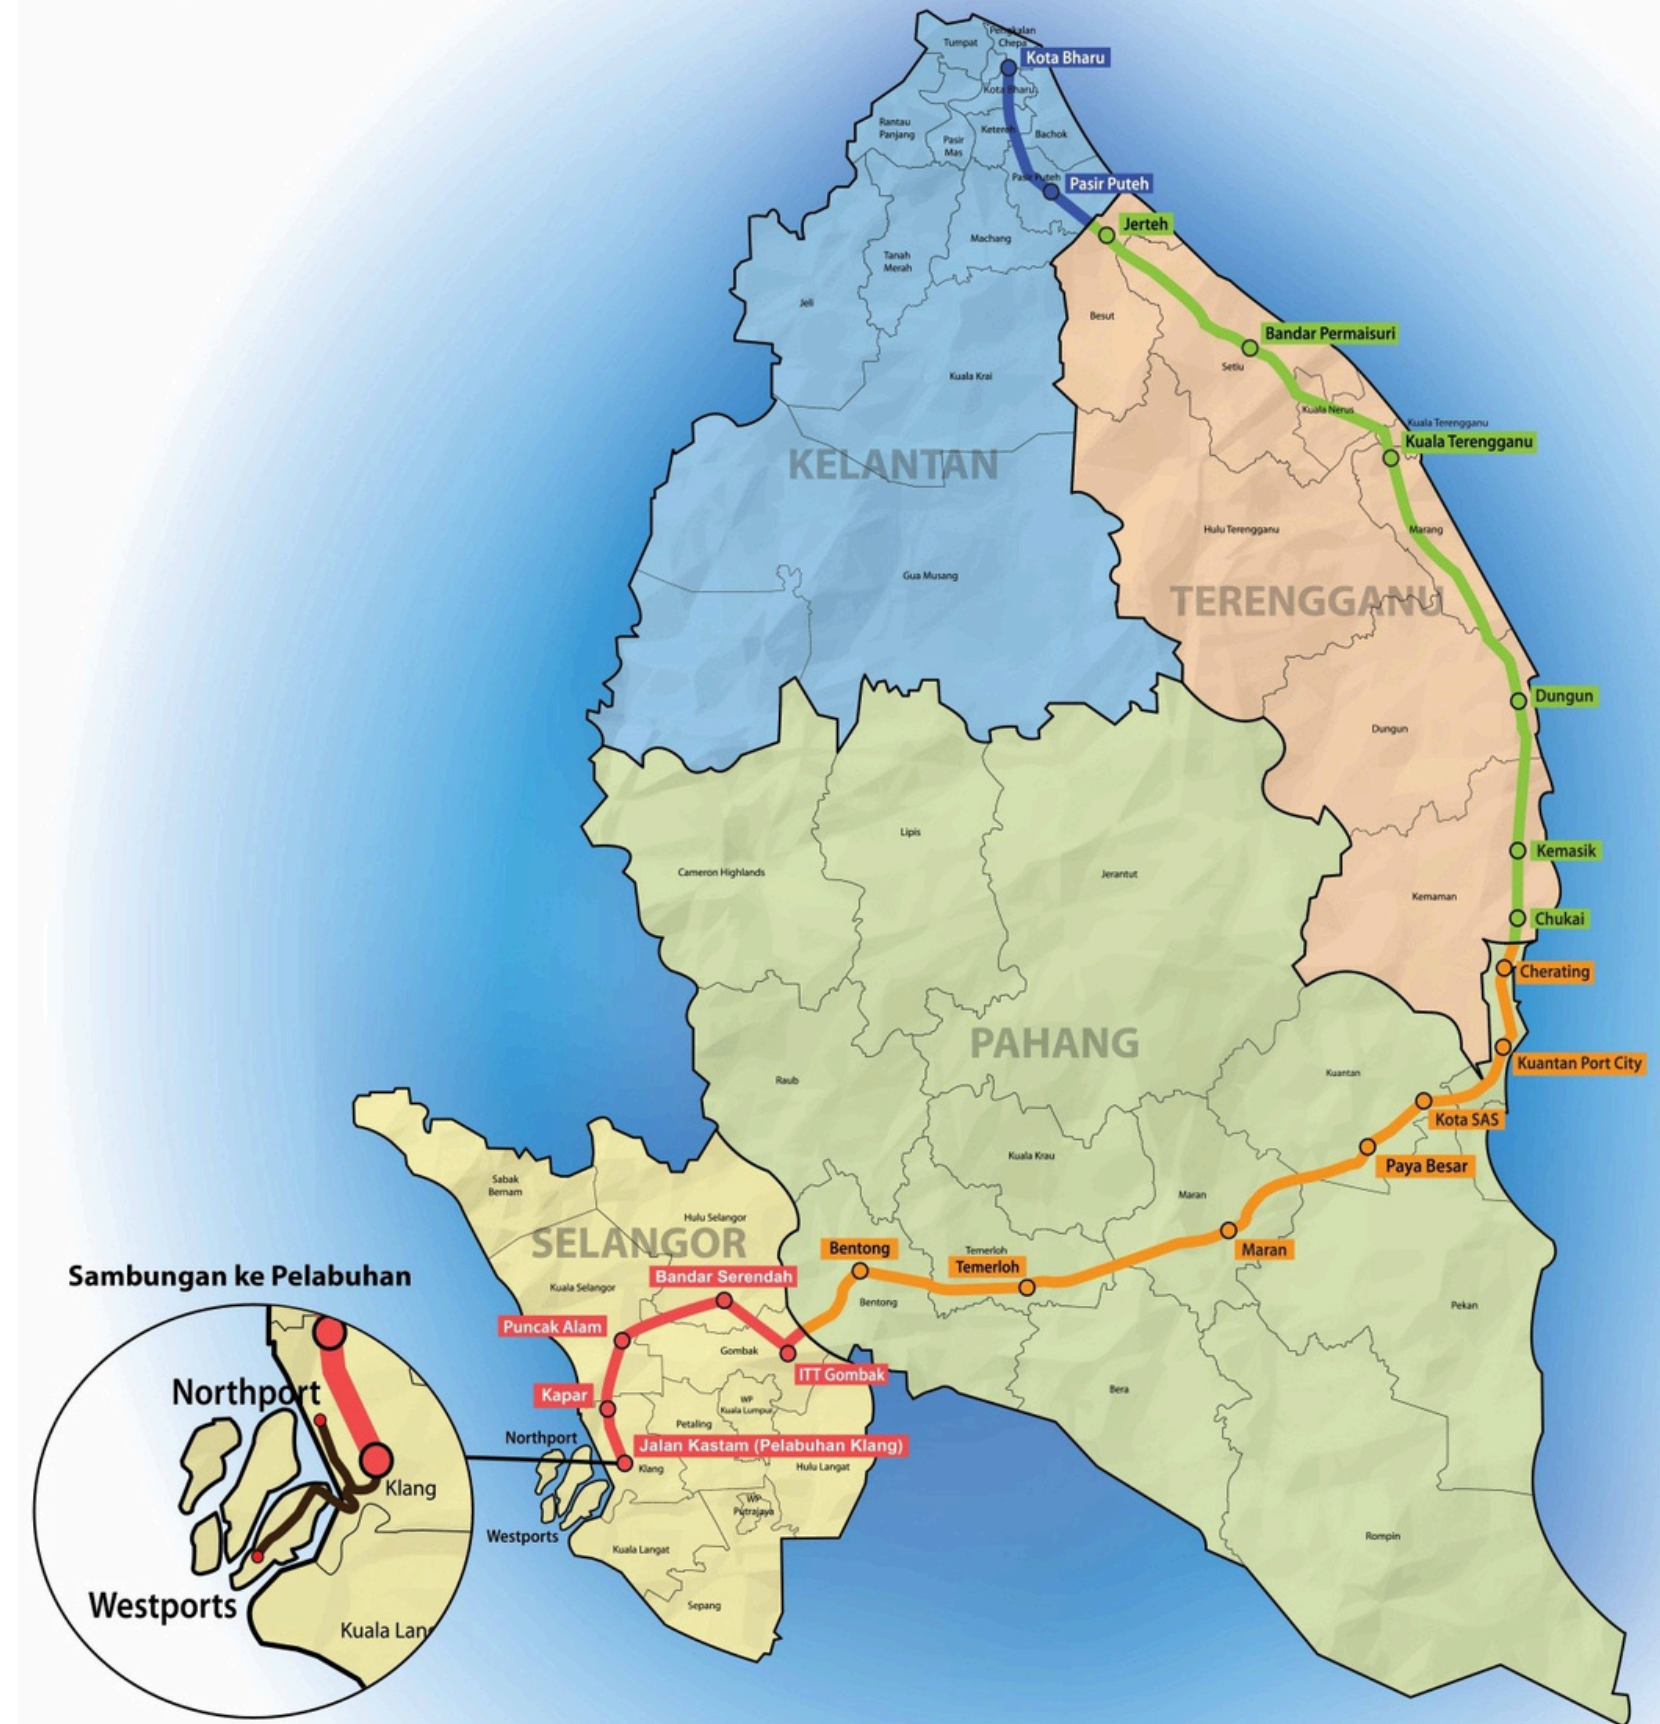 Tumpat
Pengkalan
Chepa
Kota Bharu
Kota Bharu
Rantau
Panjang
Pasir
Mas
Ketereh
Bachok
Pasir Puteh
Pasir Puteh
Jerteh
Machang
Tanah
Merah
Jeli
Besut
Bandar Permaisuri
Setiu
Kuala Krai
Kuala Nerus
Kuala Terengganu
Kuala Terengganu
KELANTAN
Hulu Terengganu
Marang
Gua Musang
TERENGGANU
Dungun
Dungun
Lipis
Kemasik
Cameron Highlands
Jerantut
Kemaman
Chukai
Cherating
PAHANG
Kuantan Port City
Kuantan
Raub
Kota SAS
Kuala Krau
Paya Besar
Sabak
Bernam
Maran
Hulu Selangor
SELANGOR
Bentong
Temerloh
Temerloh
Maran
Sambungan ke Pelabuhan
Bandar Serendah
Kuala Selangor
Bentong
Pekan
Puncak Alam
Gombak
ITT Gombak
Bera
Northport
Kapar
WP
Kuala Lumpur
Petaling
Northport
Jalan Kastam (Pelabuhan Klang)
Klang
Hulu Langat
Klang
WP
Putrajaya
Westports
Kuala Langat
Rompin
Westports
Sepang
Kuala Lang